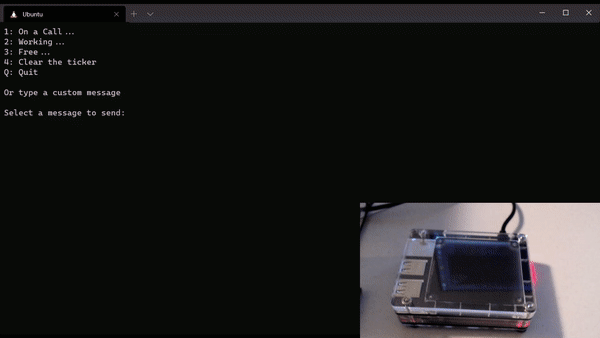 Ubuntu
1: On a Call...
2: Working...
3: Free...
4: Clear the ticker
Q: Quit
Or type a custom message
Select a message to send: